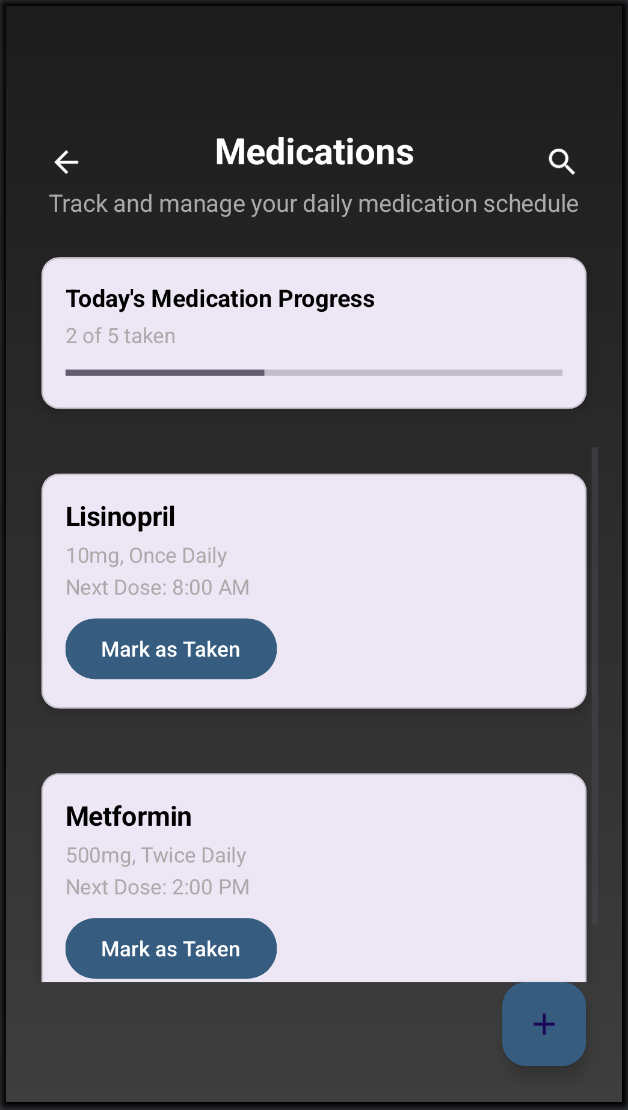 Medications
Track and manage your daily medication schedule
Today's Medication Progress
2 of 5 taken
Lisinopril
10mg, Once Daily
Next Dose: 8:00 AM
Mark as Taken
Metformin
500mg, Twice Daily
Next Dose: 2:00 PM
Mark as Taken
+